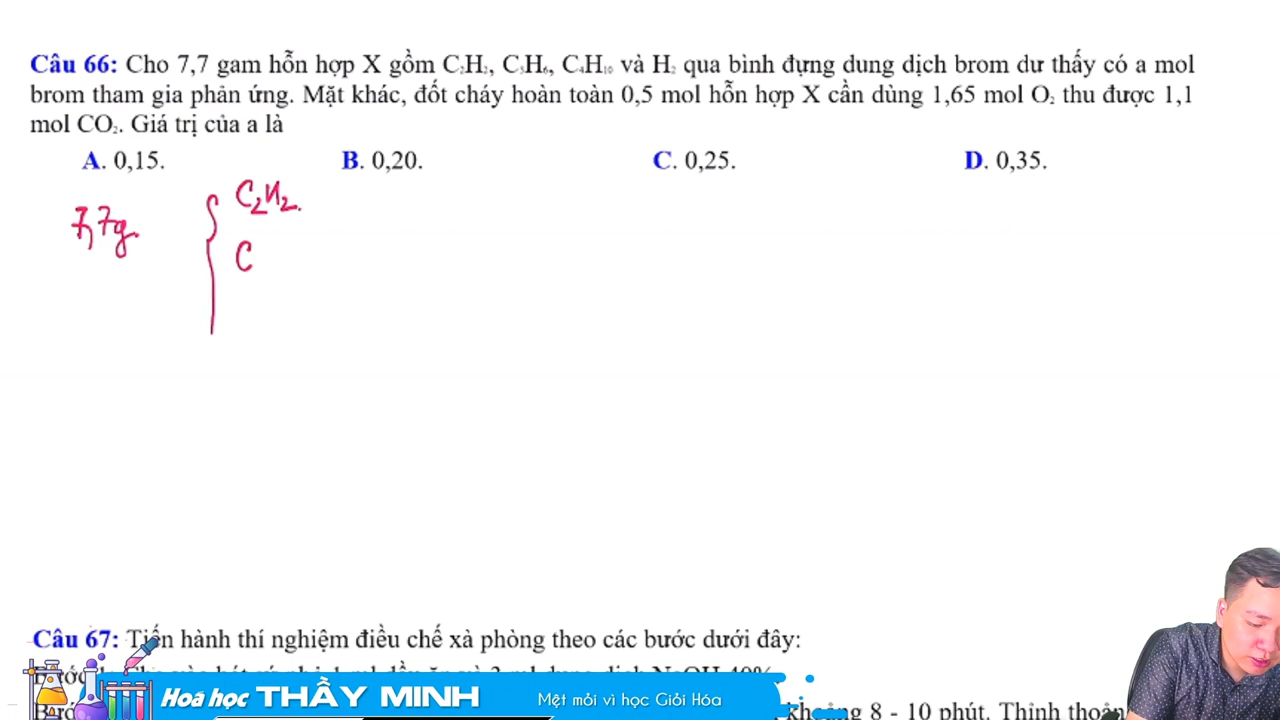 Câu 66: Cho 7,7 gam hỗn hợp X gồm C₂H₂, C₃H₆, C₄H₁₀ và H₂ qua bình đựng dung dịch brom dư thấy có a mol
brom tham gia phản ứng. Mặt khác, đốt cháy hoàn toàn 0,5 mol hỗn hợp X cần dùng 1,65 mol O₂ thu được 1,1
mol CO₂. Giá trị của a là
A. 0,15. B. 0,20. C. 0,25. D. 0,35.
7,7g. C₂H₂.
C
Câu 67: Tiến hành thí nghiệm điều chế xà phòng theo các bước dưới đây:
Hoá học THẦY MINH Mệt mỏi vì học Giỏi Hóa
khoảng 8 - 10 phút. Thỉnh thoản